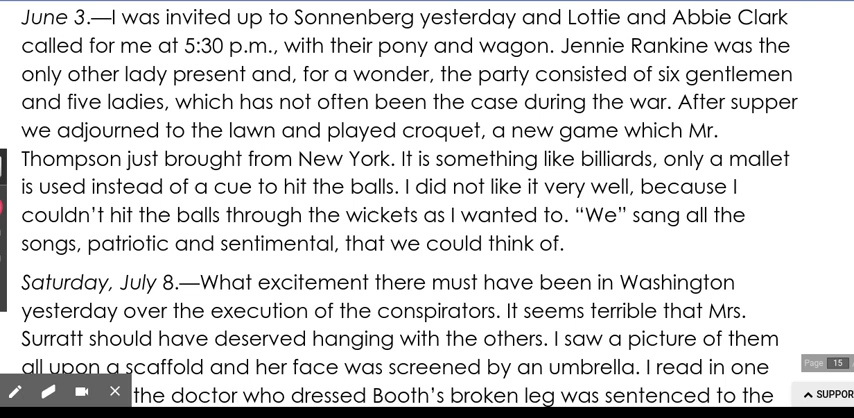 June 3.—I was invited up to Sonnenberg yesterday and Lottie and Abbie Clark
called for me at 5:30 p.m., with their pony and wagon. Jennie Rankine was the
only other lady present and, for a wonder, the party consisted of six gentlemen
and five ladies, which has not often been the case during the war. After supper
we adjourned to the lawn and played croquet, a new game which Mr.
Thompson just brought from New York. It is something like billiards, only a mallet
is used instead of a cue to hit the balls. I did not like it very well, because I
couldn’t hit the balls through the wickets as I wanted to. “We” sang all the
songs, patriotic and sentimental, that we could think of.
Saturday, July 8.—What excitement there must have been in Washington
yesterday over the execution of the conspirators. It seems terrible that Mrs.
Surratt should have deserved hanging with the others. I saw a picture of them
all upon a scaffold and her face was screened by an umbrella. I read in one
the doctor who dressed Booth’s broken leg was sentenced to the
Page 15
SUPPOR